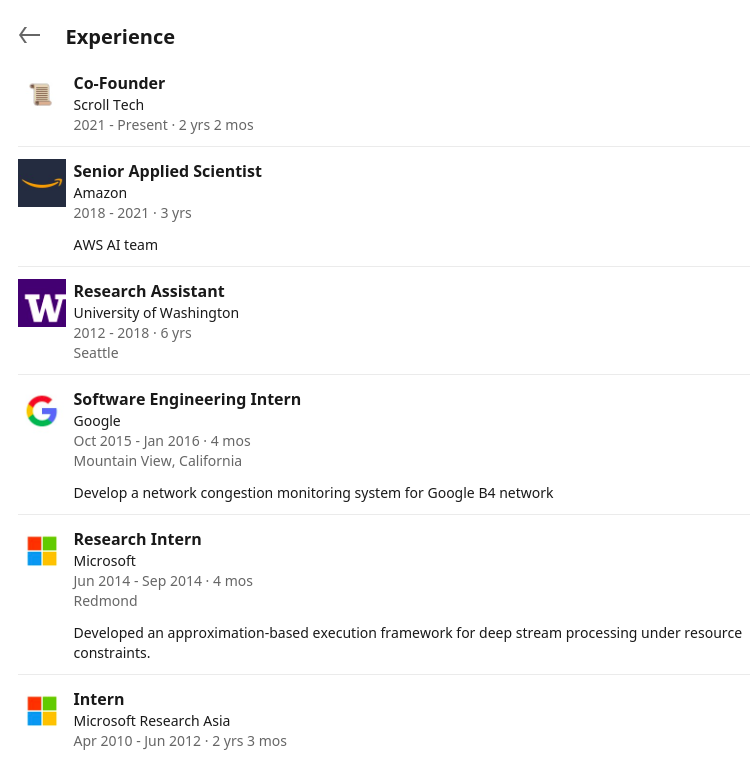 Experience
Co-Founder
Scroll Tech
2021 - Present · 2 yrs 2 mos
Senior Applied Scientist
Amazon
2018 - 2021 · 3 yrs
AWS AI team
W
Research Assistant
University of Washington
2012 - 2018 · 6 yrs
Seattle
G
Software Engineering Intern
Google
Oct 2015 - Jan 2016 · 4 mos
Mountain View, California
Develop a network congestion monitoring system for Google B4 network
Research Intern
Microsoft
Jun 2014 - Sep 2014 · 4 mos
Redmond
Developed an approximation-based execution framework for deep stream processing under resource
constraints.
Intern
Microsoft Research Asia
Apr 2010 - Jun 2012 · 2 yrs 3 mos